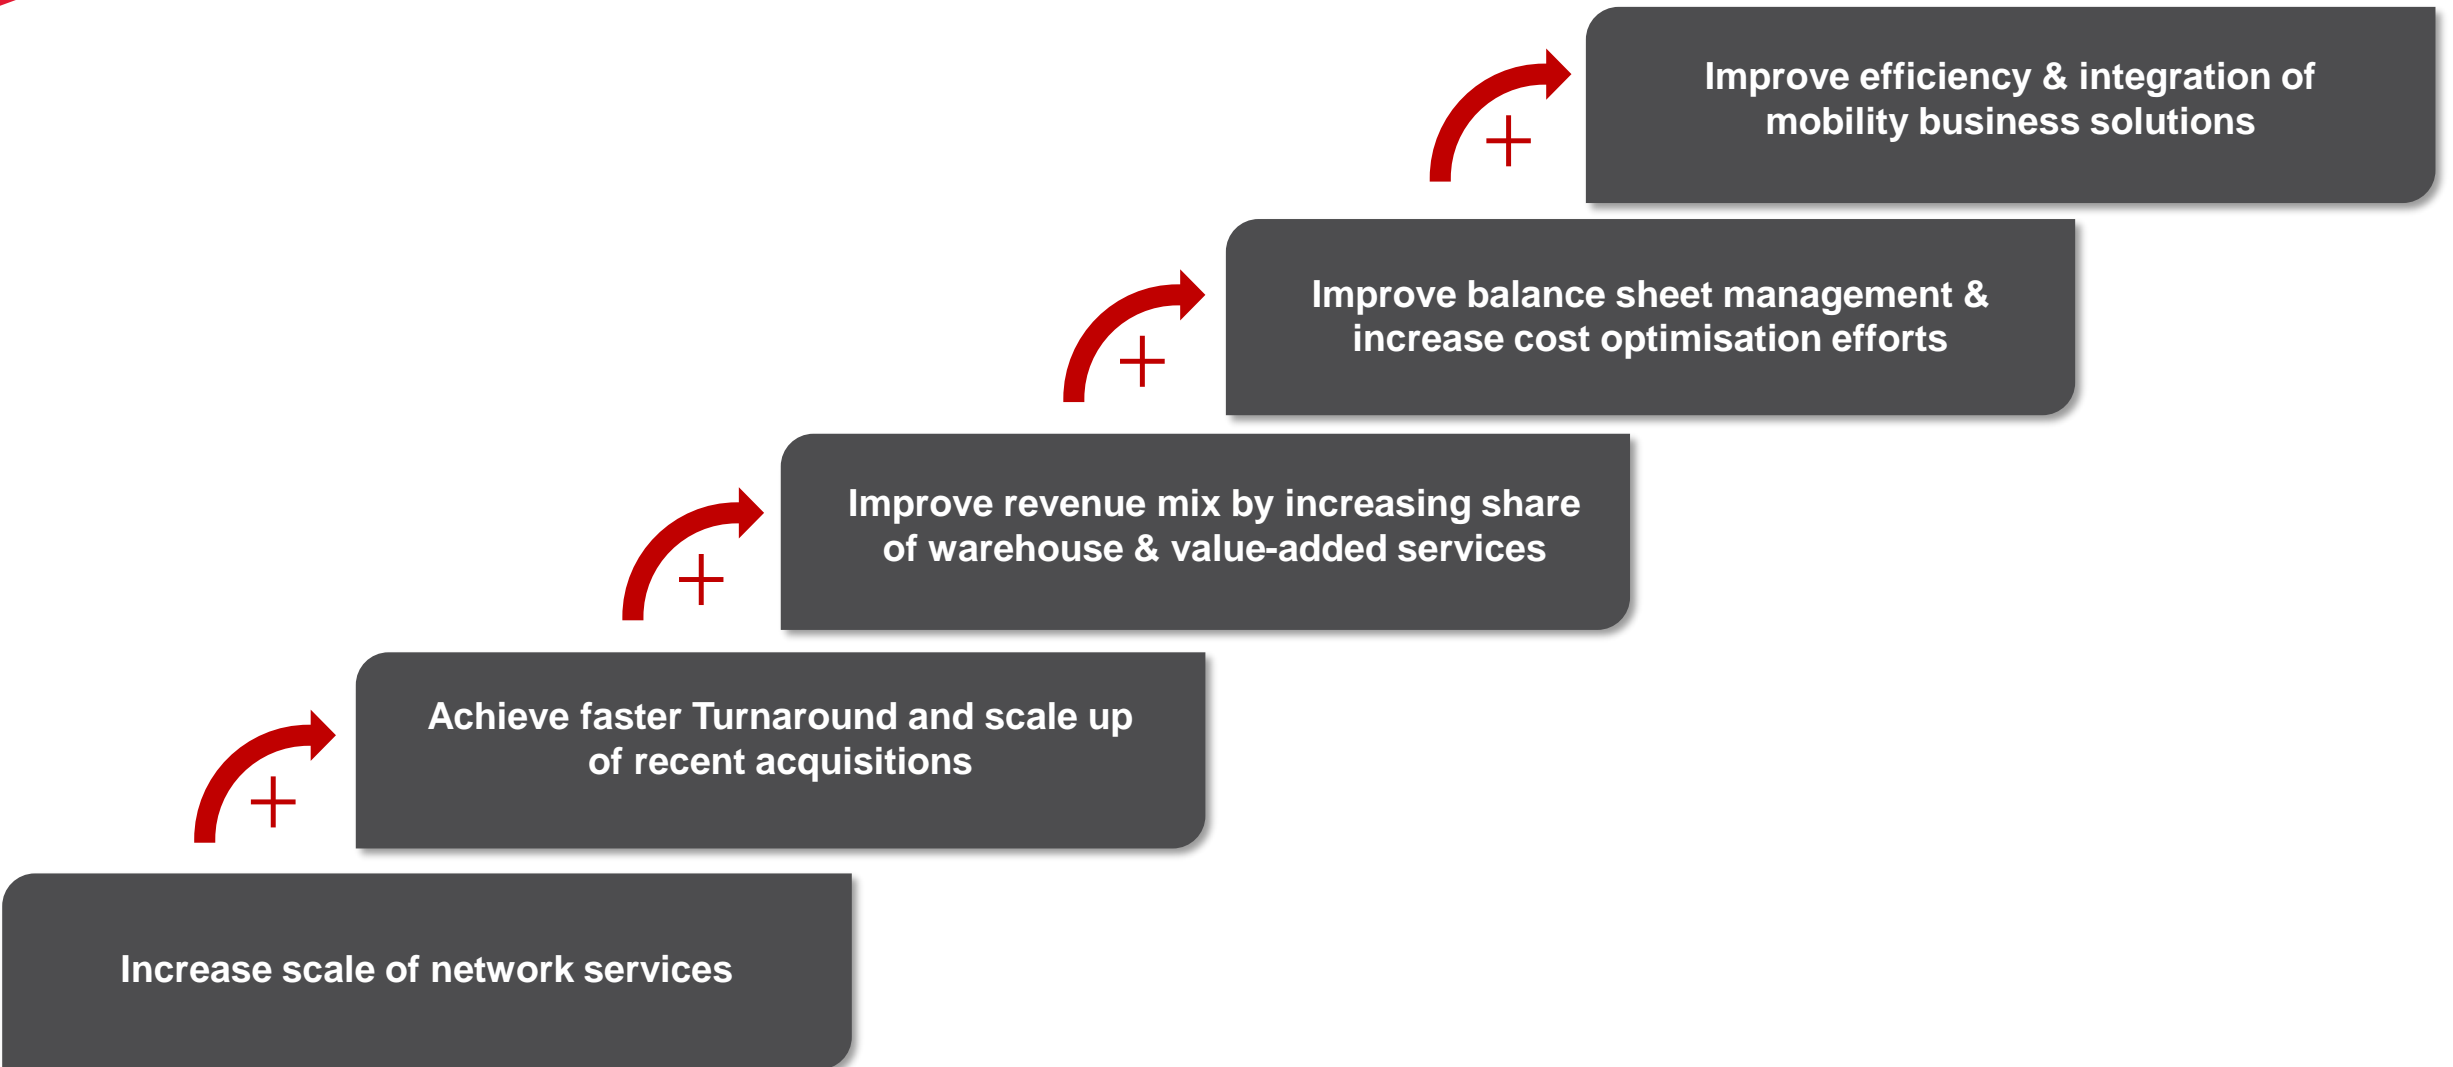 Improve efficiency & integration of
mobility business solutions
Improve balance sheet management &
increase cost optimisation efforts
Improve revenue mix by increasing share
of warehouse & value-added services
Achieve faster Turnaround and scale up
of recent acquisitions
Increase scale of network services